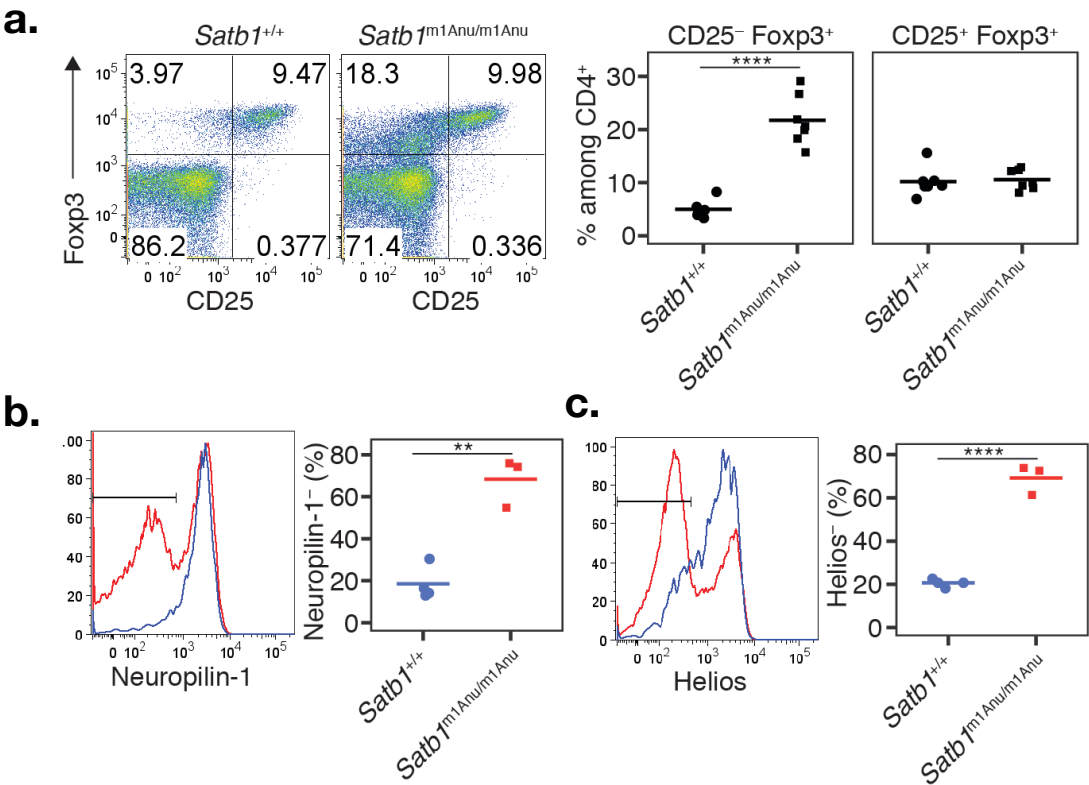 a.
Satb1+/+
Satb1m1Anu/m1Anu
3.97
9.47
18.3
9.98
86.2
0.377
71.4
0.336
10⁵
10⁴
10³
10²
0
Foxp3
0 10² 10³ 10⁴ 10⁵
0 10² 10³ 10⁴ 10⁵
CD25
CD25
CD25⁻ Foxp3⁺
CD25⁺ Foxp3⁺
****
% among CD4⁺
30
20
10
0
Satb1+/+
Satb1m1Anu/m1Anu
Satb1+/+
Satb1m1Anu/m1Anu
b.
.00
80
60
40
20
0
0 10² 10³ 10⁴ 10⁵
Neuropilin-1
Neuropilin-1⁻ (%)
80
60
40
20
0
**
Satb1+/+
Satb1m1Anu/m1Anu
c.
100
80
60
40
20
0
0 10² 10³ 10⁴ 10⁵
Helios
Helios⁻ (%)
80
60
40
20
0
****
Satb1+/+
Satb1m1Anu/m1Anu